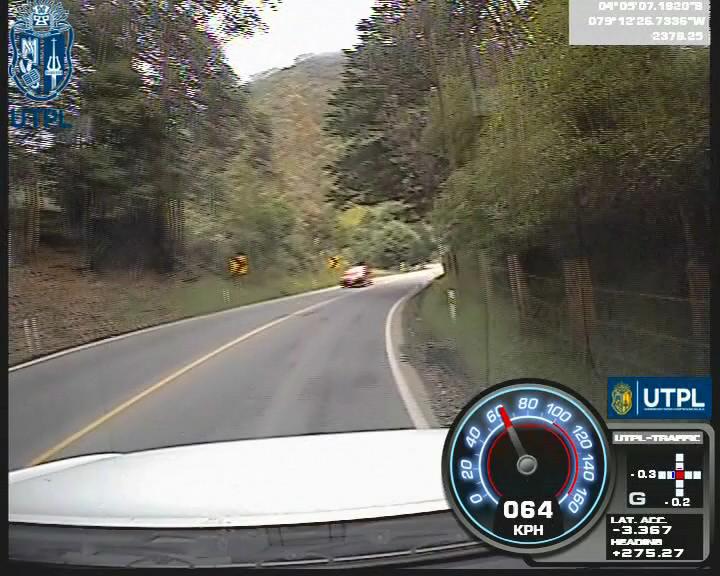 UTPL
04°05'07.1820"S
079°12'26.7336"W
2378.25
UTPL
UTPL-TRAFFIC
0 20 40 60 80 100 120 140 160
064
KPH
-0.3
G
-0.2
LAT. ACC.
-3.367
HEADING
+275.27